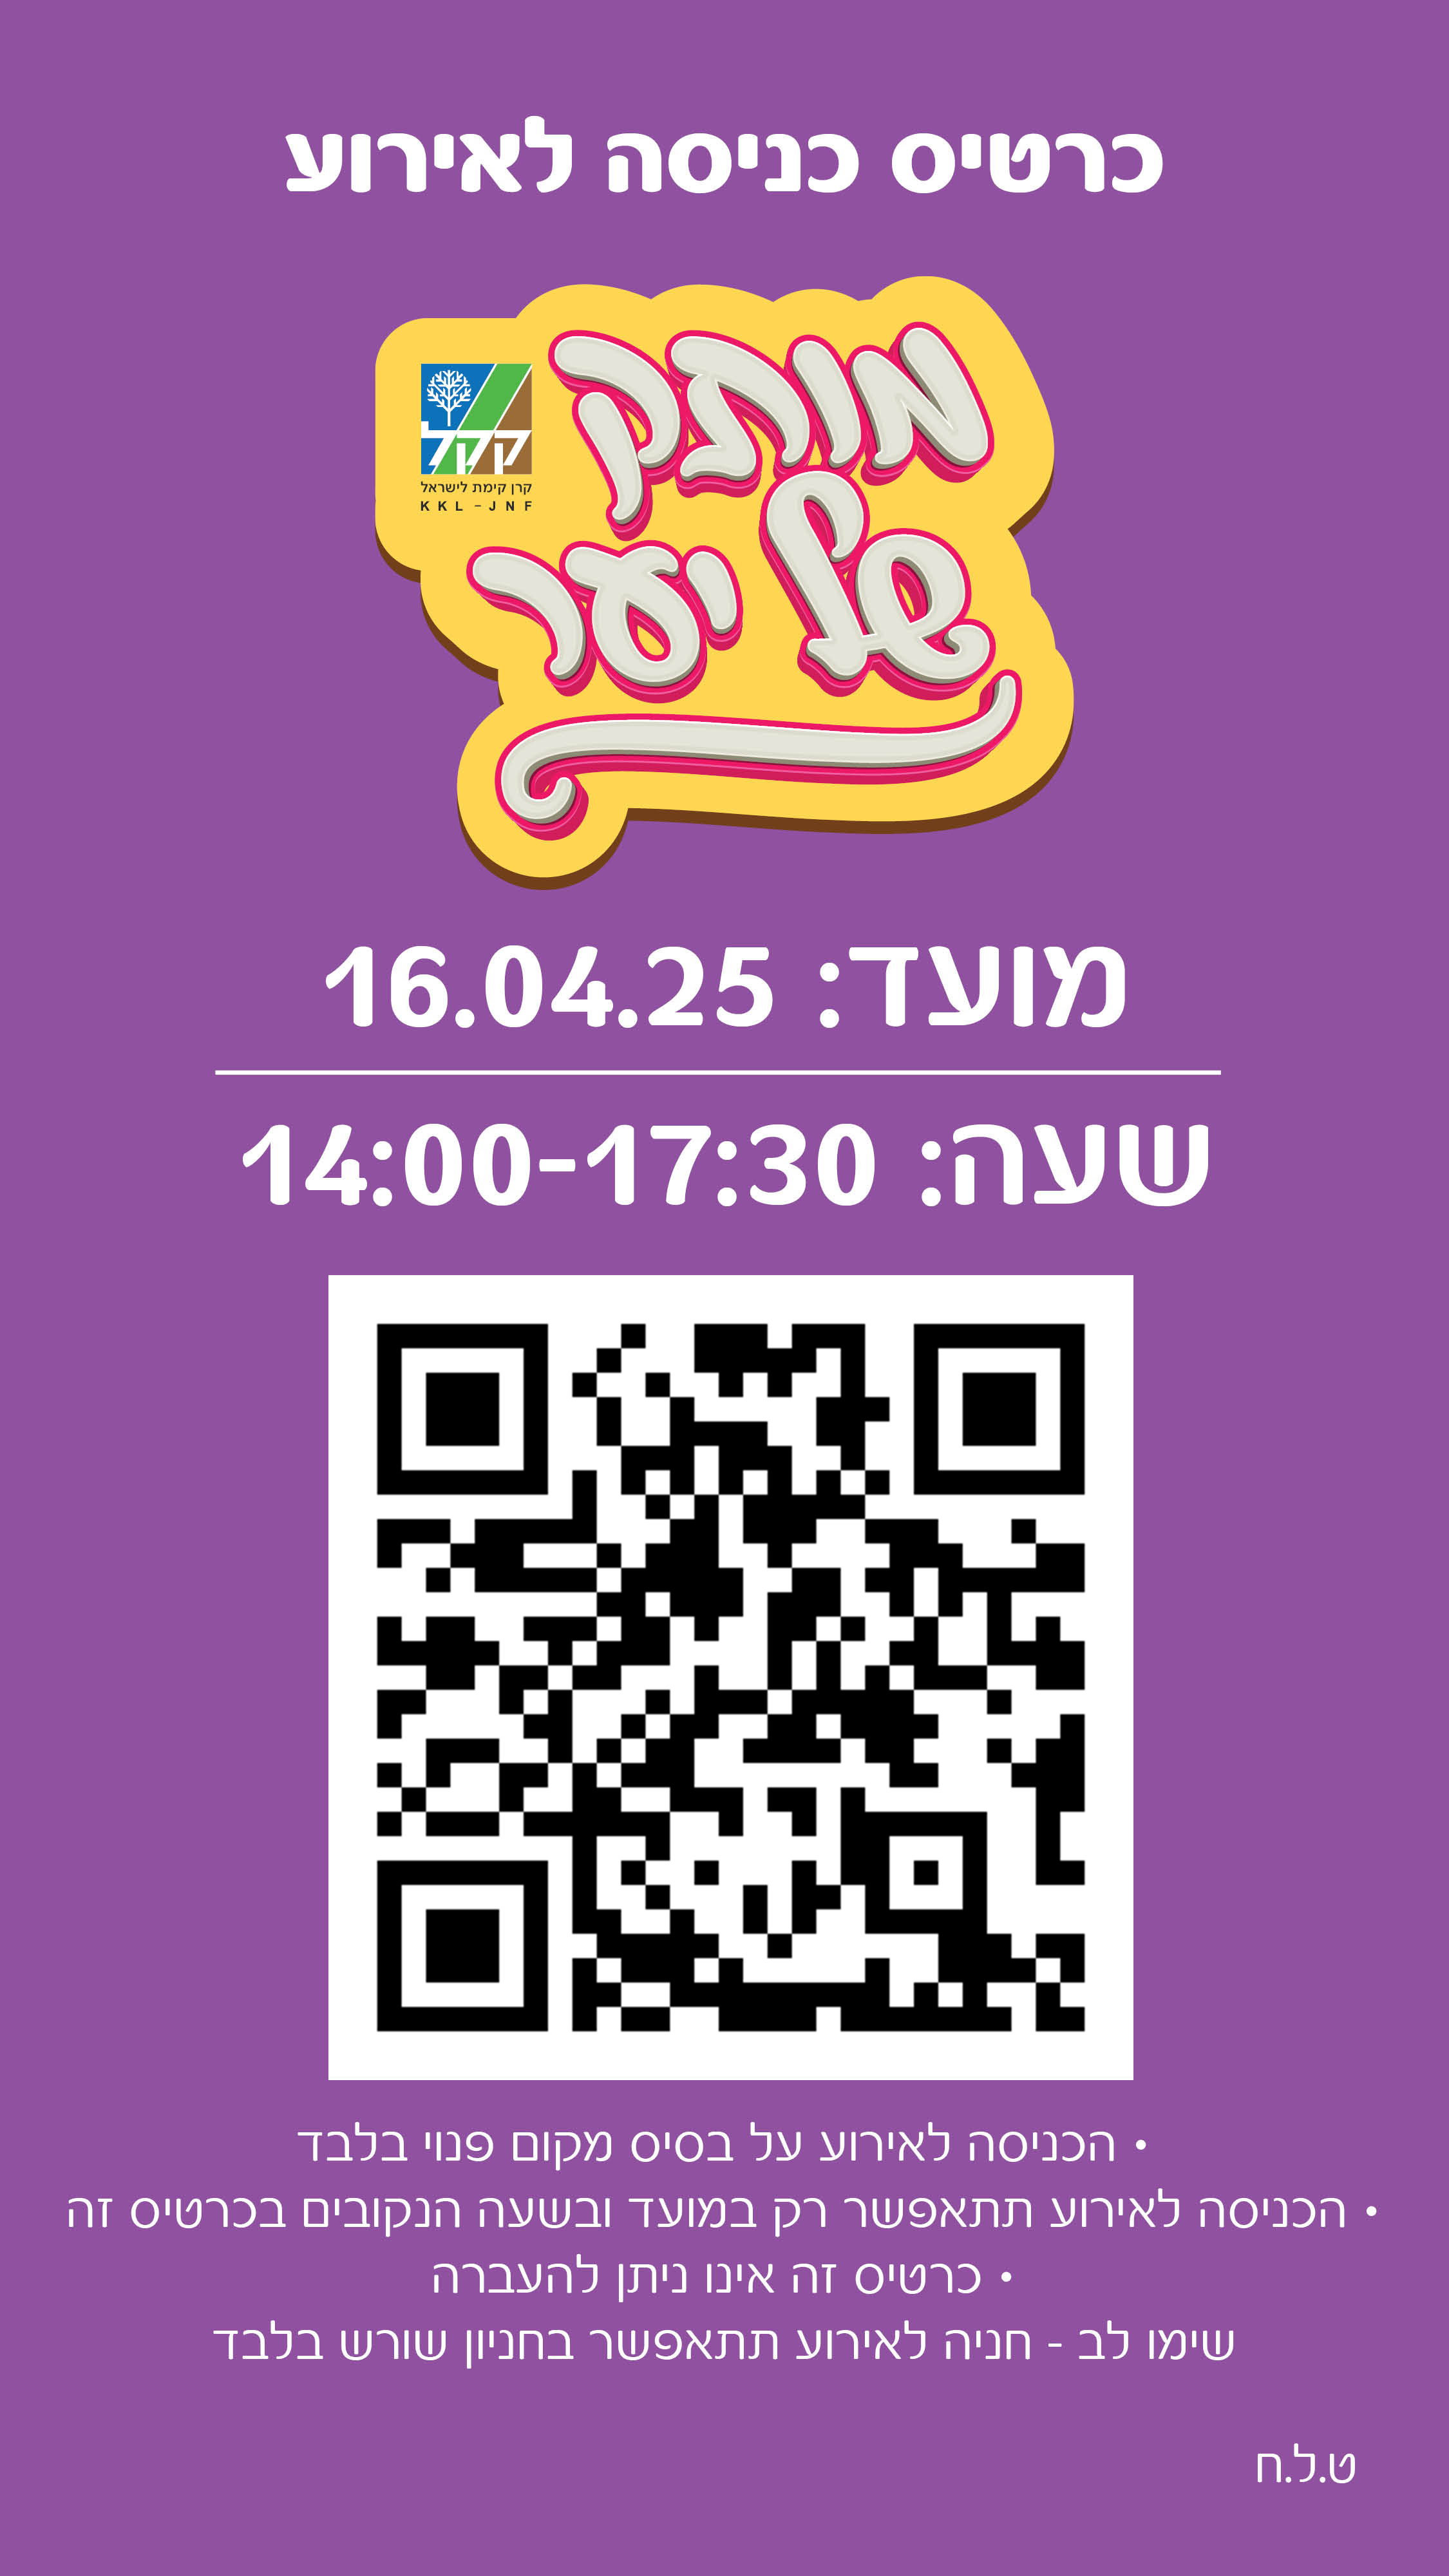 כרטיס כניסה לאירוע
מותק
של יער
קקל
קרן קימת לישראל
KKL-JNF
מועד: 16.04.25
שעה: 14:00-17:30
• הכניסה לאירוע על בסיס מקום פנוי בלבד
• הכניסה לאירוע תתאפשר רק במועד ובשעה הנקובים בכרטיס זה
• כרטיס זה אינו ניתן להעברה
שימו לב - חניה לאירוע תתאפשר בחניון שורש בלבד
ט.ל.ח